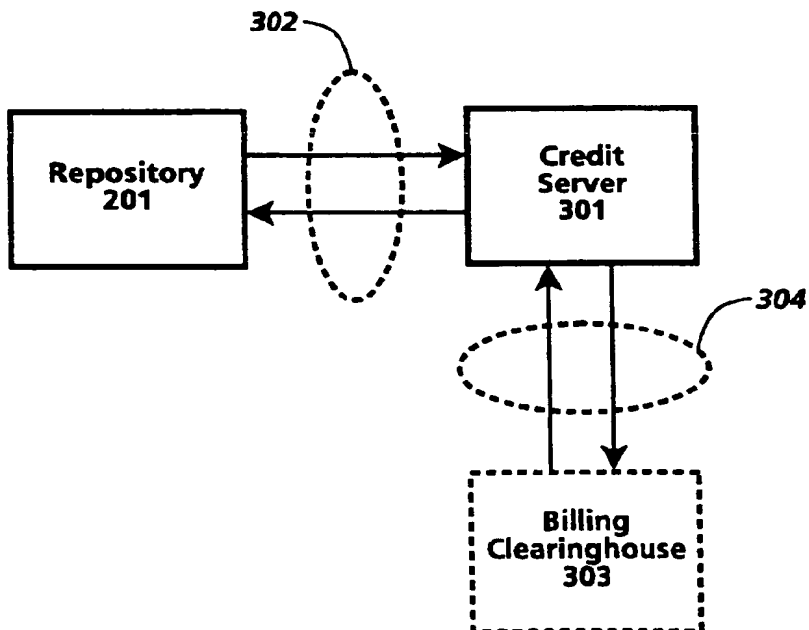 302
Repository
201
Credit
Server
301
304
Billing
Clearinghouse
303